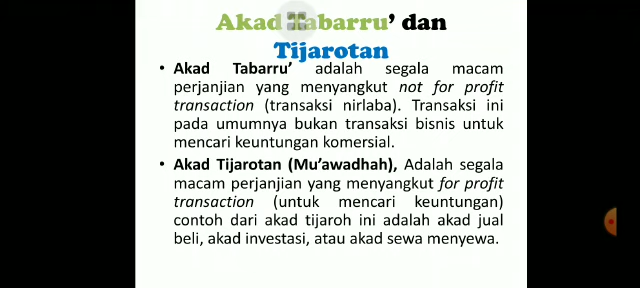 Akad Tabarru’ dan
Tijarotan
• Akad Tabarru’ adalah segala macam
perjanjian yang menyangkut not for profit
transaction (transaksi nirlaba). Transaksi ini
pada umumnya bukan transaksi bisnis untuk
mencari keuntungan komersial.
• Akad Tijarotan (Mu’awadhah), Adalah segala
macam perjanjian yang menyangkut for profit
transaction (untuk mencari keuntungan)
contoh dari akad tijaroh ini adalah akad jual
beli, akad investasi, atau akad sewa menyewa.